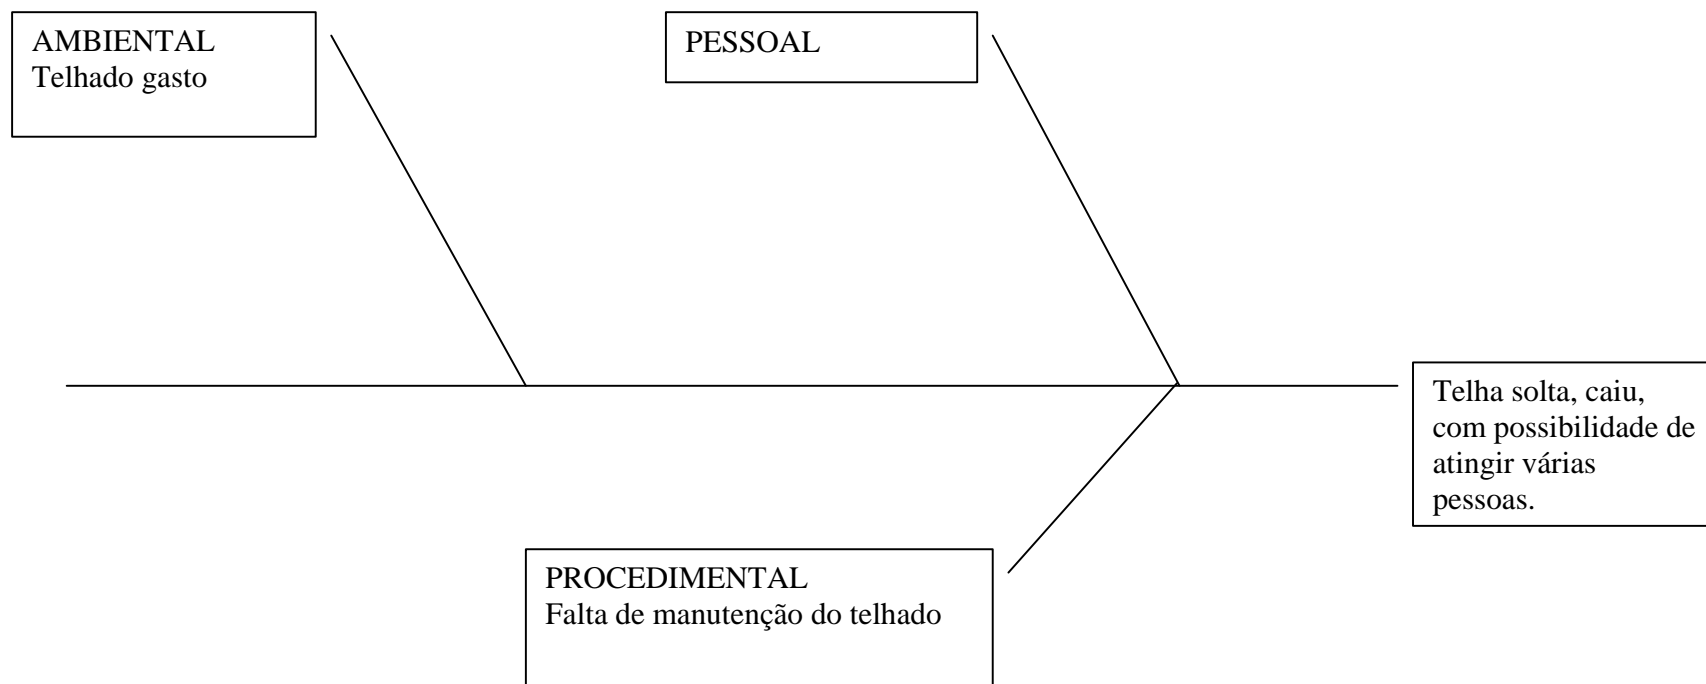 AMBIENTAL
Telhado gasto
PESSOAL
Telha solta, caiu,
com possibilidade de
atingir várias
pessoas.
PROCEDIMENTAL
Falta de manutenção do telhado